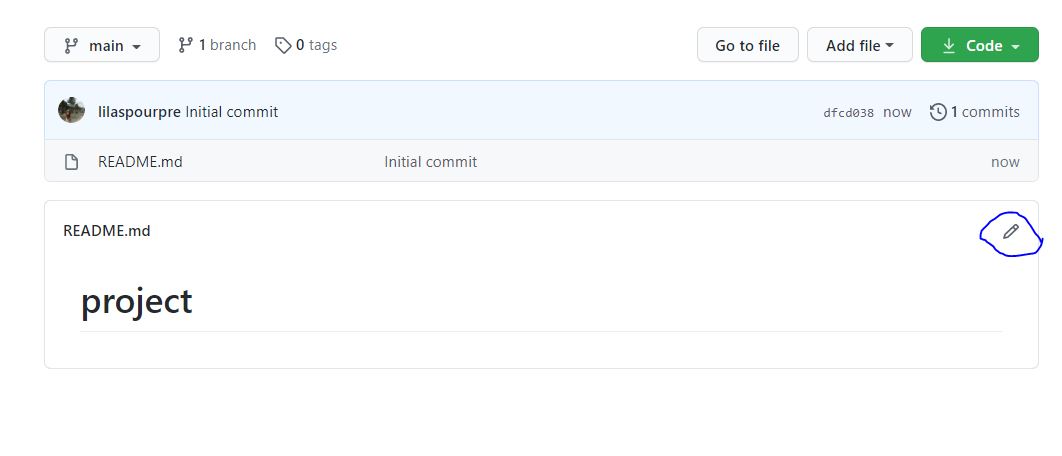 main 1 branch 0 tags Go to file Add file Code
lilaspourpre Initial commit dfcd038 now 1 commits
README.md Initial commit now
README.md
project